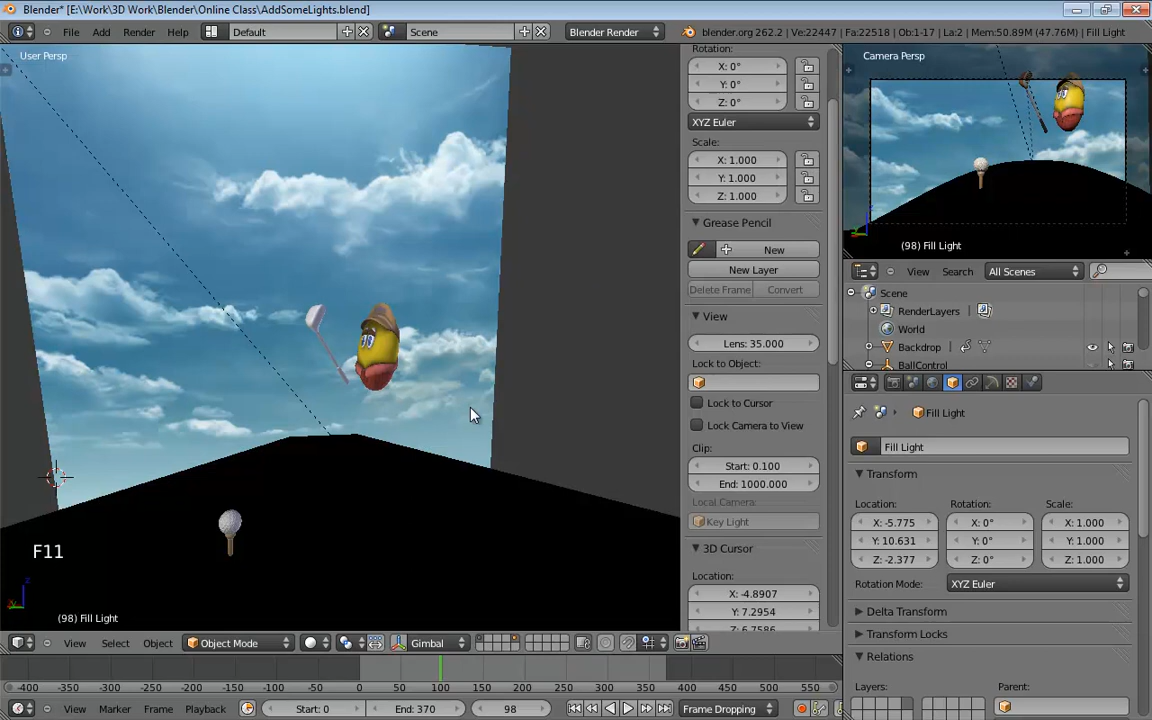 Blender* [E:\Work\3D Work\Blender\Online Class\AddSomeLights.blend]
File Add Render Help Default Scene Blender Render blender.org 262.2 | Ve:22447 | Fa:22518 | Ob:1-17 | La:2 | Mem:50.89M (47.76M) | Fill Light
User Persp
Rotation:
X: 0°
Y: 0°
Z: 0°
XYZ Euler
Scale:
X: 1.000
Y: 1.000
Z: 1.000
Grease Pencil
New
New Layer
Delete Frame Convert
View
Lens: 35.000
Lock to Object:
Lock to Cursor
Lock Camera to View
Clip:
Start: 0.100
End: 1000.000
Local Camera:
Key Light
3D Cursor
Location:
X: -4.8907
Y: 7.2954
Z: 6.7586
F11
(98) Fill Light
View Select Object Object Mode Gimbal
Camera Persp
(98) Fill Light
View Search All Scenes
Scene
RenderLayers
World
Backdrop
BallControl
Fill Light
Fill Light
Transform
Location: Rotation: Scale:
X: -5.775 X: 0° X: 1.000
Y: 10.631 Y: 0° Y: 1.000
Z: -2.377 Z: 0° Z: 1.000
Rotation Mode: XYZ Euler
Delta Transform
Transform Locks
Relations
Layers: Parent:
-400 -350 -300 -250 -200 -150 -100 -50 0 50 100 150 200 250 300 350 400 450 500 550
View Marker Frame Playback Start: 0 End: 370 98 Frame Dropping